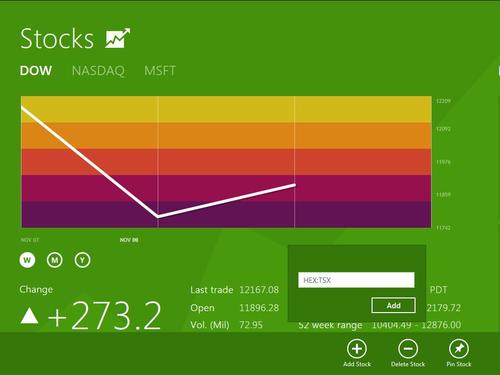 Stocks
DOW NASDAQ MSFT
12209
12092
11976
11859
11742
NOV 07 NOV 08
W M Y
Change
+273.2
Last trade 12167.08
Open 11896.28
Vol. (Mil) 72.95
PDT
2179.72
52 week range 10404.49 - 12876.00
HEX:TSX
Add
Add Stock Delete Stock Pin Stock